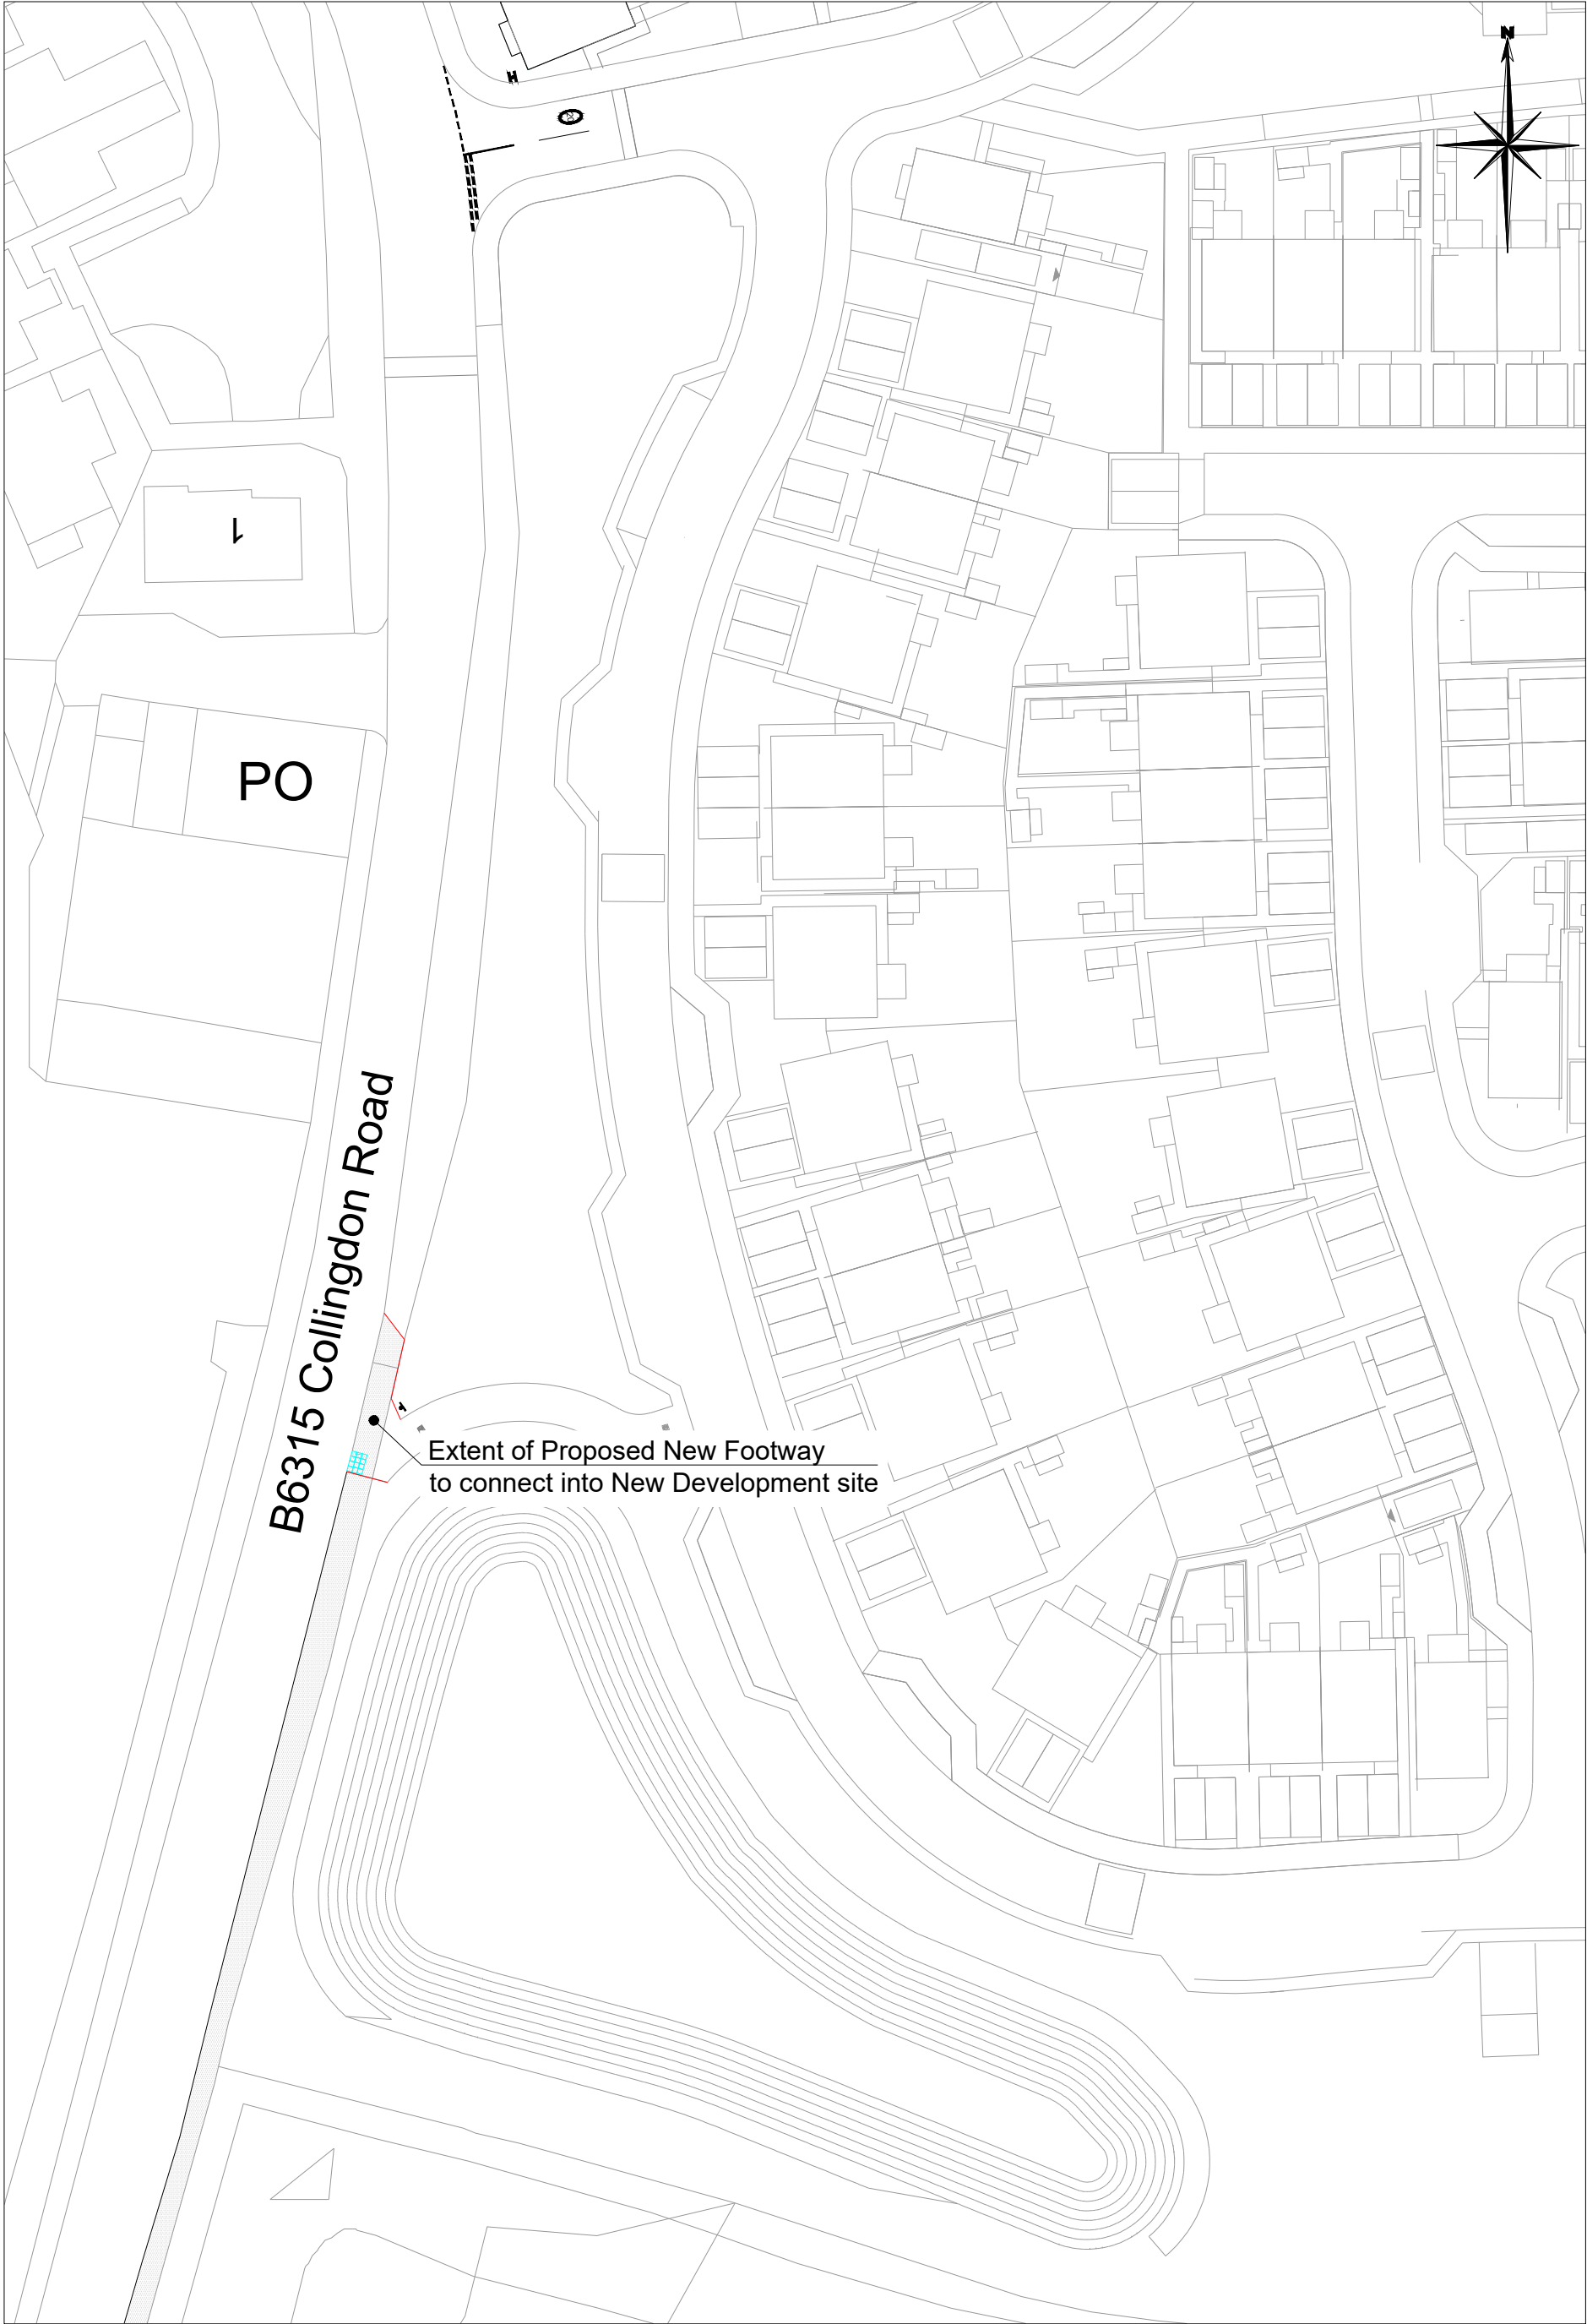 N
1
PO
B6315 Collingdon Road
Extent of Proposed New Footway
to connect into New Development site